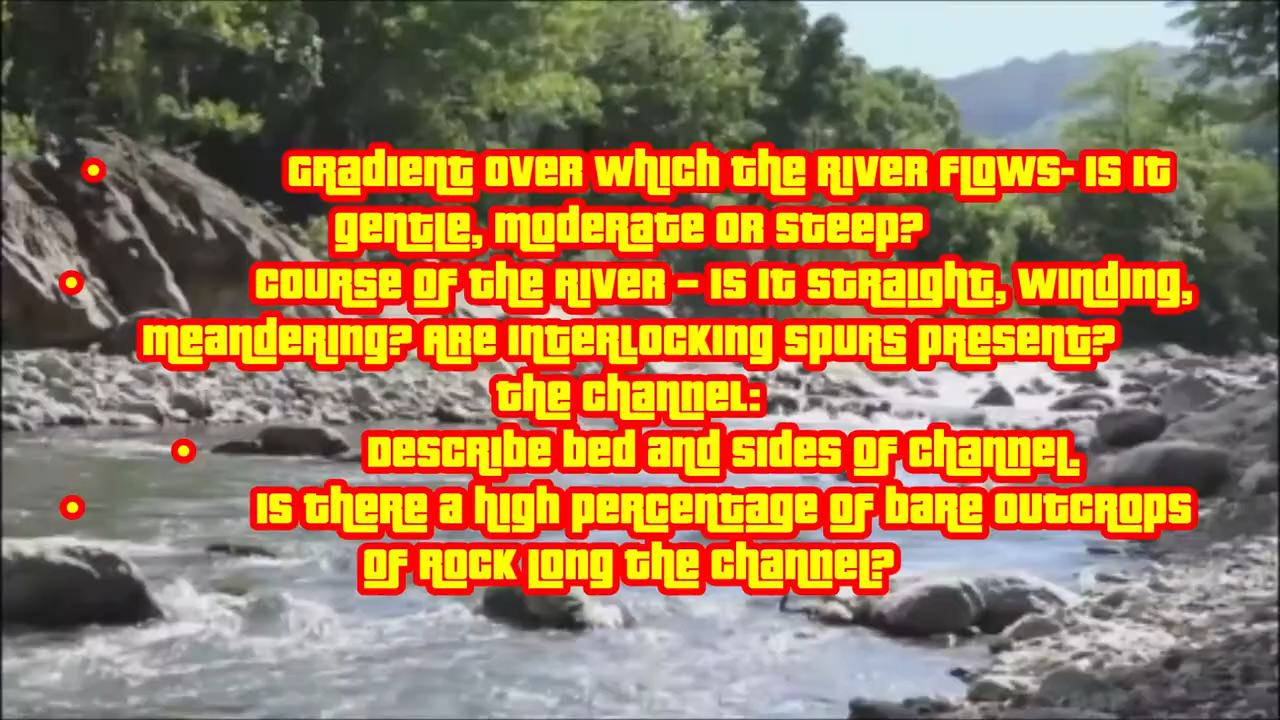 • Gradient over which the river flows- is it
gentle, moderate or steep?
• Course of the river – is it straight, winding,
meandering? Are interlocking spurs present?
The channel:
• Describe bed and sides of channel.
• Is there a high percentage of bare outcrops
of rock long the channel?